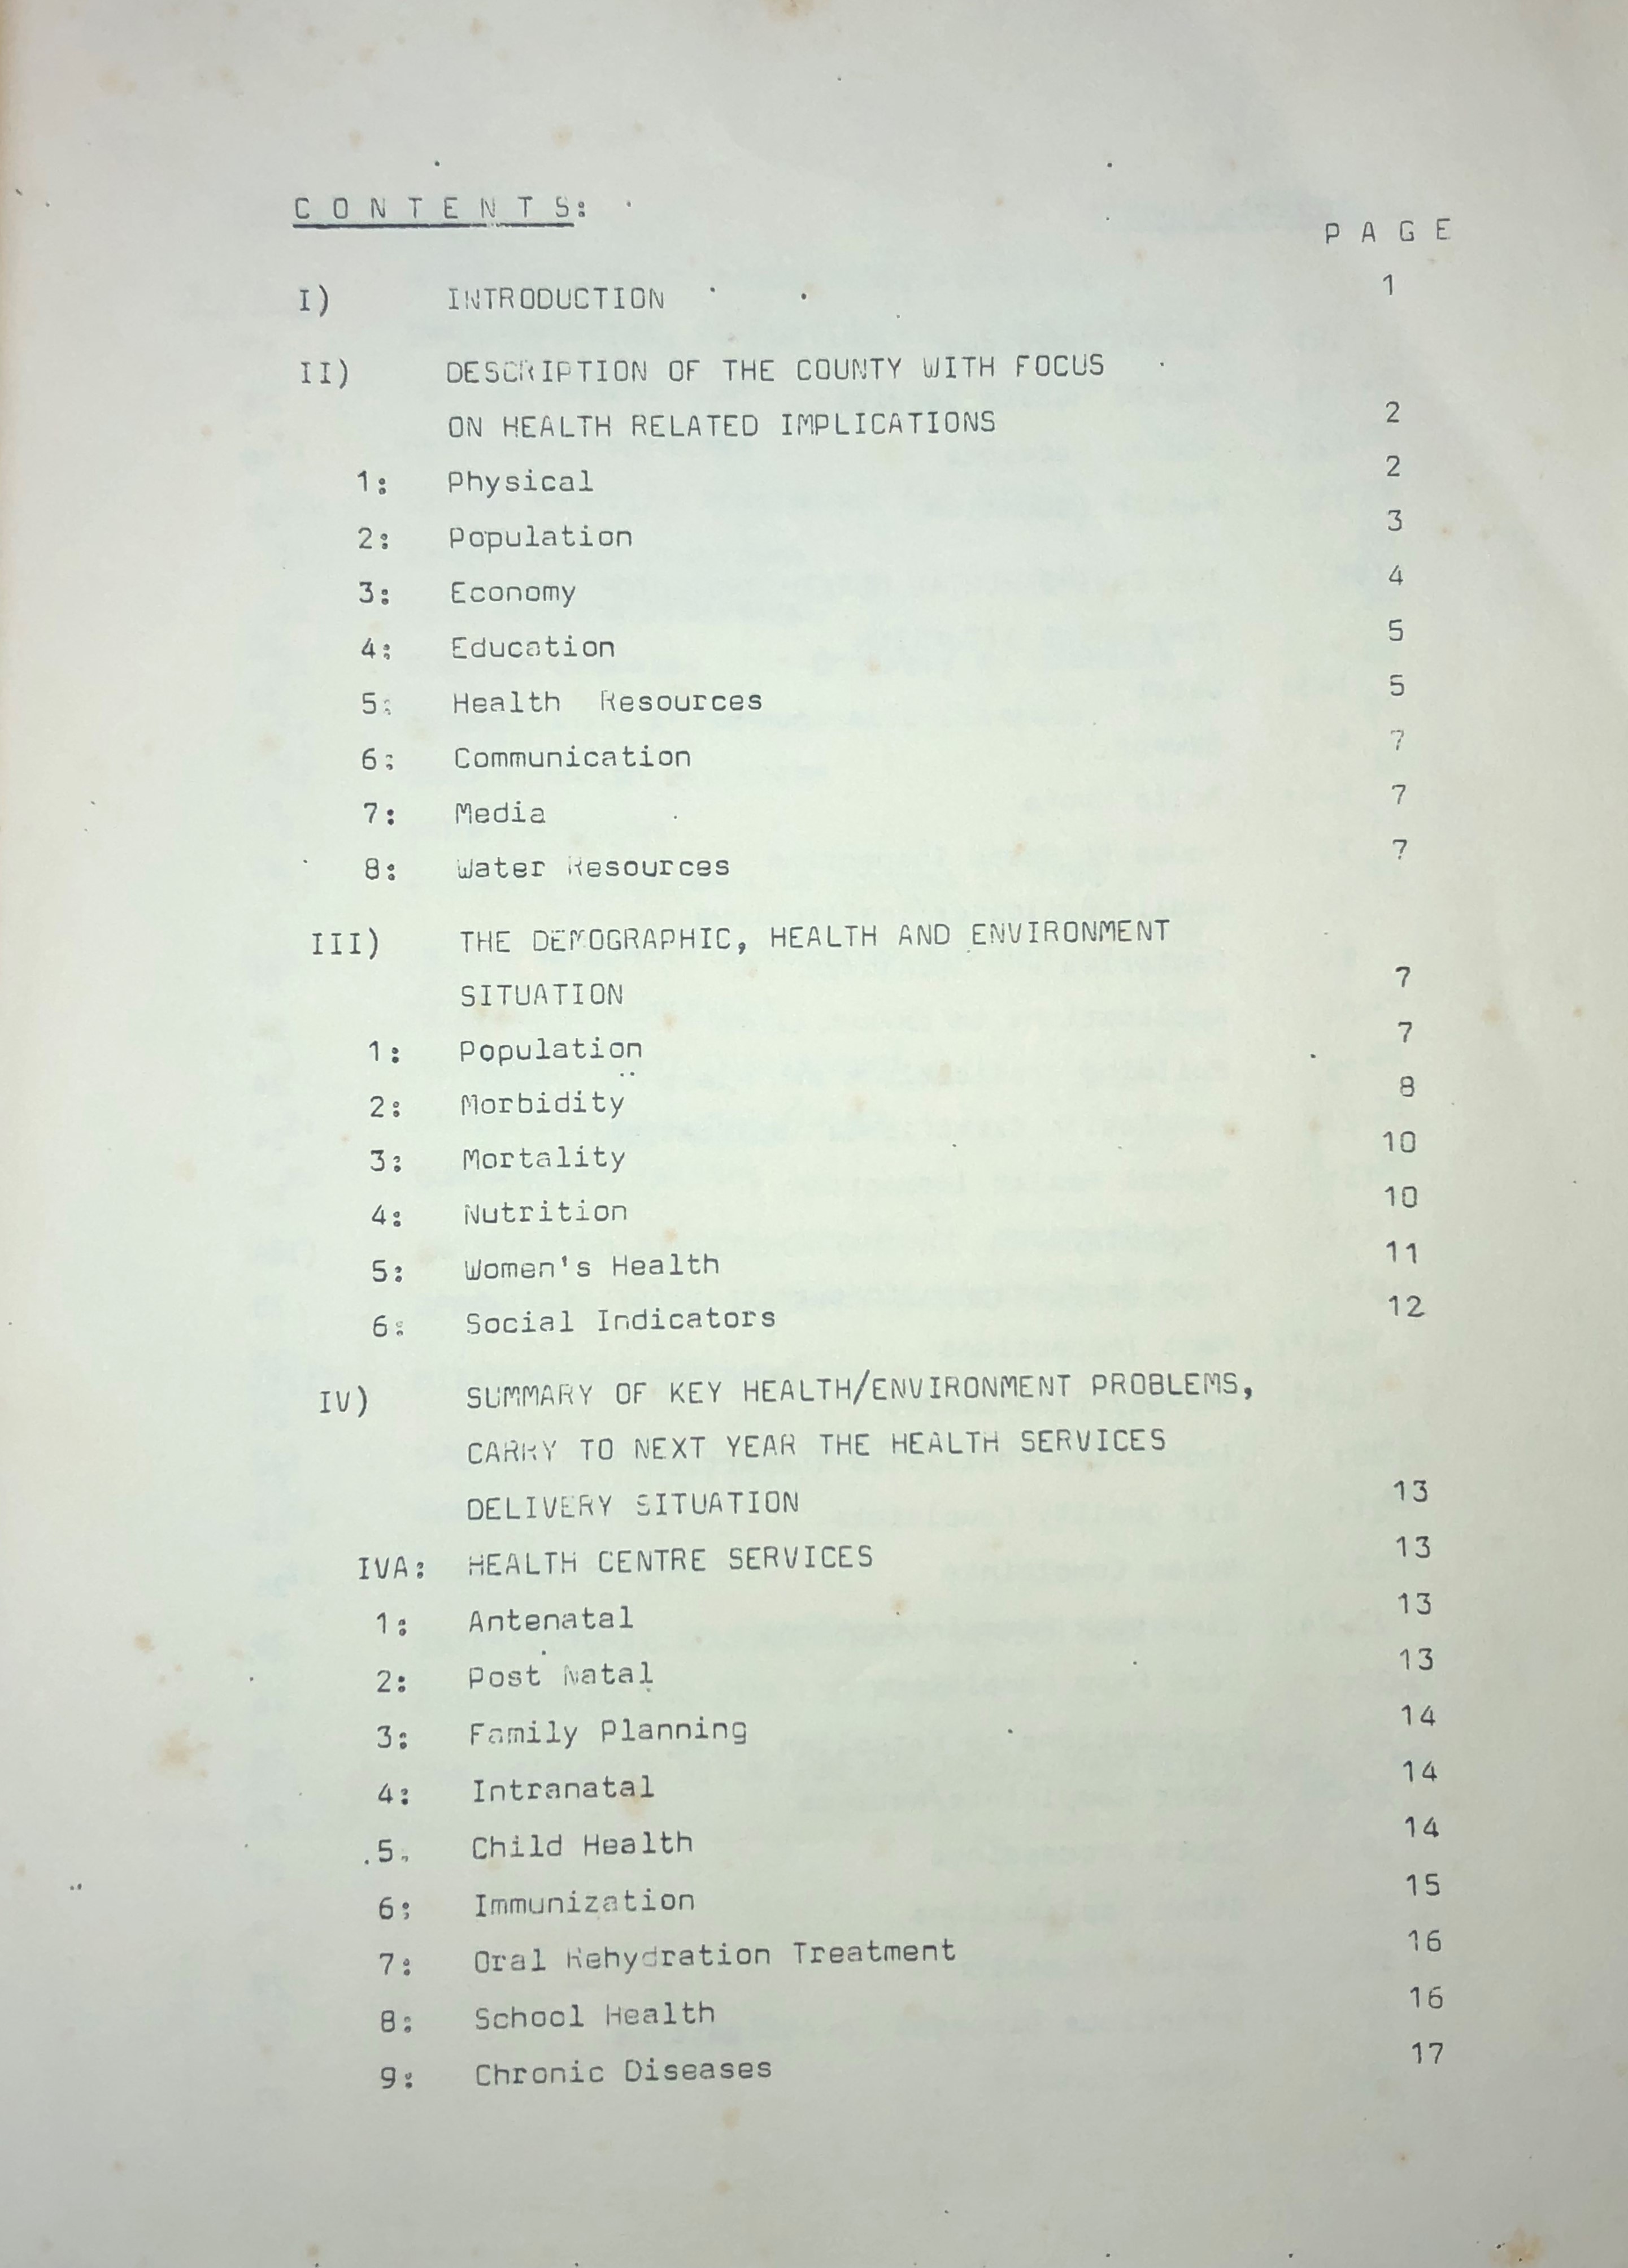 CONTENTS:
PAGE
I) INTRODUCTION 1
II) DESCRIPTION OF THE COUNTY WITH FOCUS
ON HEALTH RELATED IMPLICATIONS 2
1: Physical 2
2: Population 3
3: Economy 4
4: Education 5
5: Health Resources 5
6: Communication 7
7: Media 7
8: Water Resources 7
III) THE DEMOGRAPHIC, HEALTH AND ENVIRONMENT
SITUATION 7
1: Population 7
2: Morbidity 8
3: Mortality 10
4: Nutrition 10
5: Women's Health 11
6: Social Indicators 12
IV) SUMMARY OF KEY HEALTH/ENVIRONMENT PROBLEMS,
CARRY TO NEXT YEAR THE HEALTH SERVICES
DELIVERY SITUATION 13
IVA: HEALTH CENTRE SERVICES 13
1: Antenatal 13
2: Post Natal 13
3: Family Planning 14
4: Intranatal 14
5. Child Health 14
6: Immunization 15
7: Oral Rehydration Treatment 16
8: School Health 16
9: Chronic Diseases 17